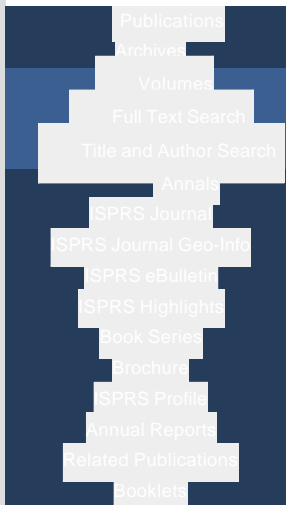 Publications
Archives
Volumes
Full Text Search
Title and Author Search
Annals
ISPRS Journal
ISPRS Journal Geo-Info
ISPRS eBulletin
ISPRS Highlights
Book Series
Brochure
ISPRS Profile
Annual Reports
Related Publications
Booklets